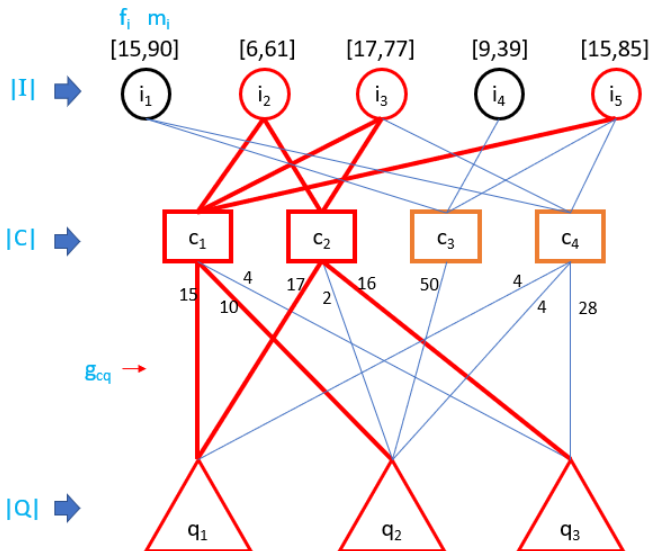 fᵢ mᵢ
[15,90] [6,61] [17,77] [9,39] [15,85]
|I| i₁ i₂ i₃ i₄ i₅
|C| c₁ c₂ c₃ c₄
15 10 4 17 2 16 50 4 4 28
g_cq
|Q| q₁ q₂ q₃